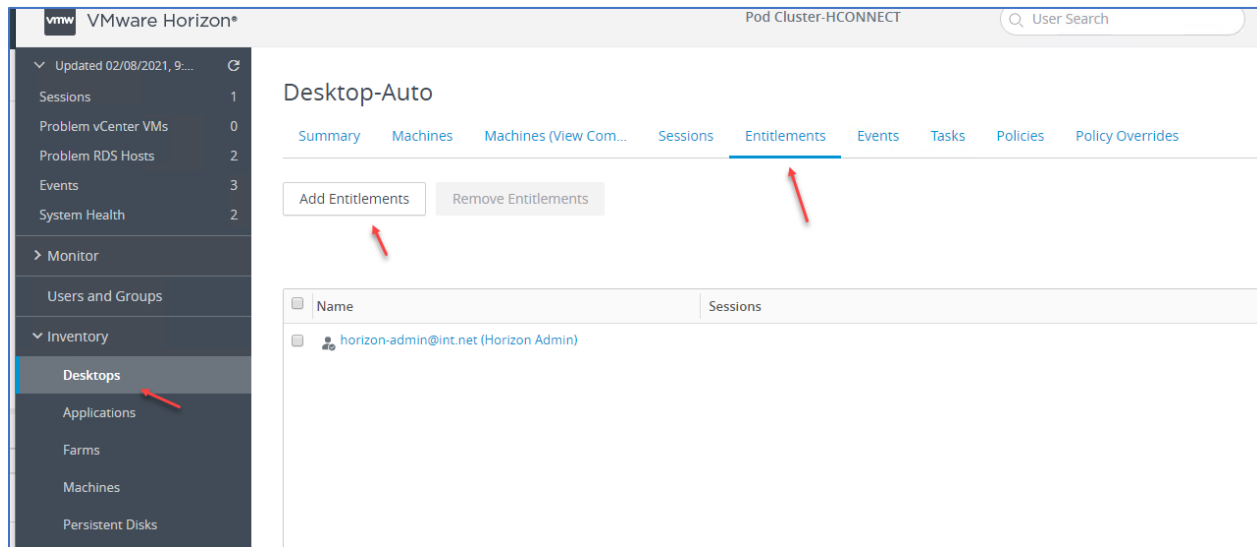 vmw VMware Horizon®
Pod Cluster-HCONNECT
User Search
Updated 02/08/2021, 9:...
Sessions 1
Problem vCenter VMs 0
Problem RDS Hosts 2
Events 3
System Health 2
Monitor
Users and Groups
Inventory
Desktops
Applications
Farms
Machines
Persistent Disks
Desktop-Auto
Summary Machines Machines (View Com... Sessions Entitlements Events Tasks Policies Policy Overrides
Add Entitlements Remove Entitlements
Name Sessions
horizon-admin@int.net (Horizon Admin)